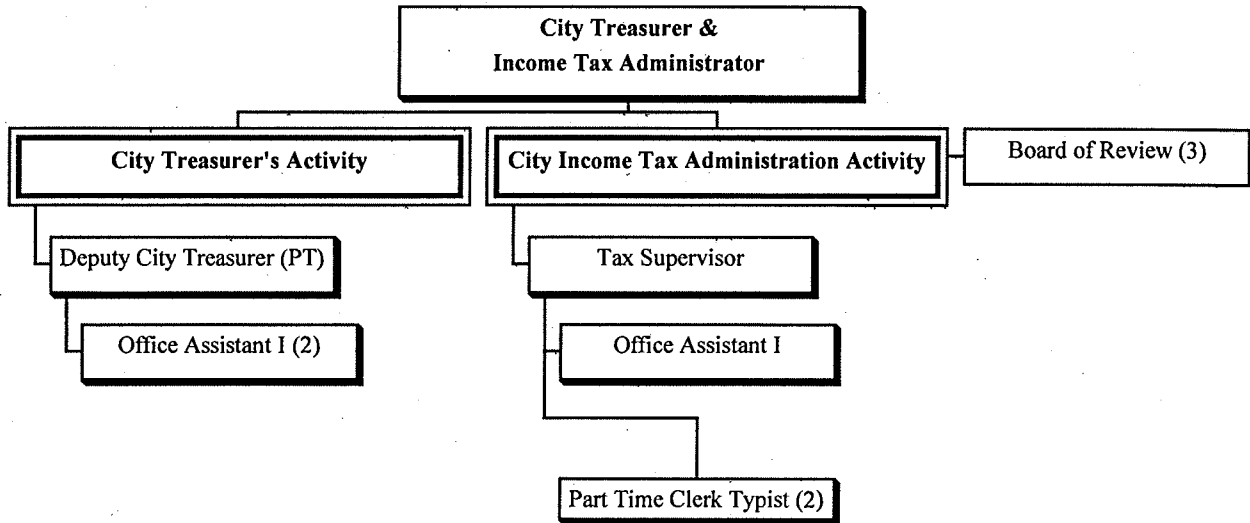 City Treasurer &
Income Tax Administrator
City Treasurer's Activity
City Income Tax Administration Activity
Board of Review (3)
Deputy City Treasurer (PT)
Tax Supervisor
Office Assistant I (2)
Office Assistant I
Part Time Clerk Typist (2)